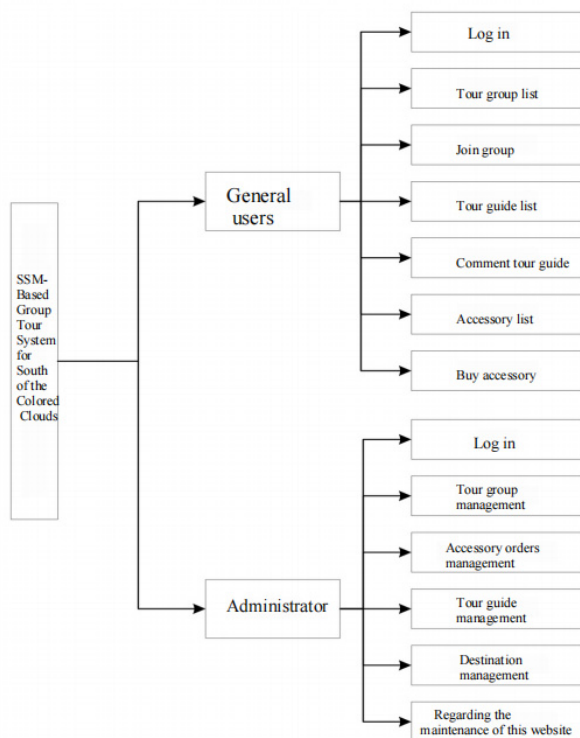 SSM-
Based
Group
Tour
System
for
South
of the
Colored
Clouds
General
users
Log in
Tour group list
Join group
Tour guide list
Comment tour guide
Accessory list
Buy accessory
Administrator
Log in
Tour group
management
Accessory orders
management
Tour guide
management
Destination
management
Regarding the
maintenance of this website